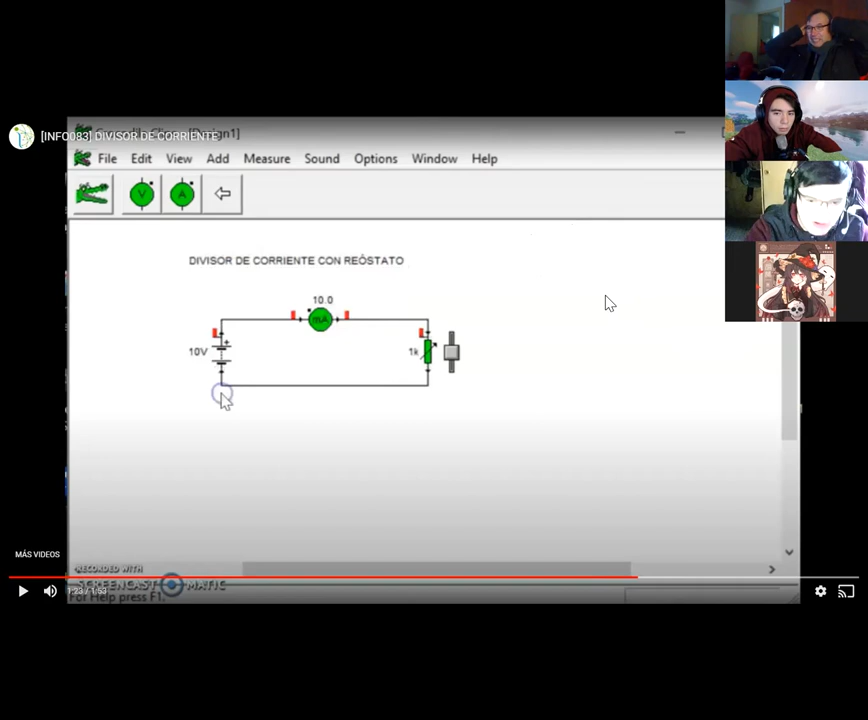 [INFO083] DIVISOR DE CORRIENTE
File Edit View Add Measure Sound Options Window Help
V A
DIVISOR DE CORRIENTE CON REÓSTATO
10.0
mA
10V
1k
MÁS VIDEOS
RECORDED WITH
SCREENCAST MATIC
1:23 / 1:50
For Help press F1.